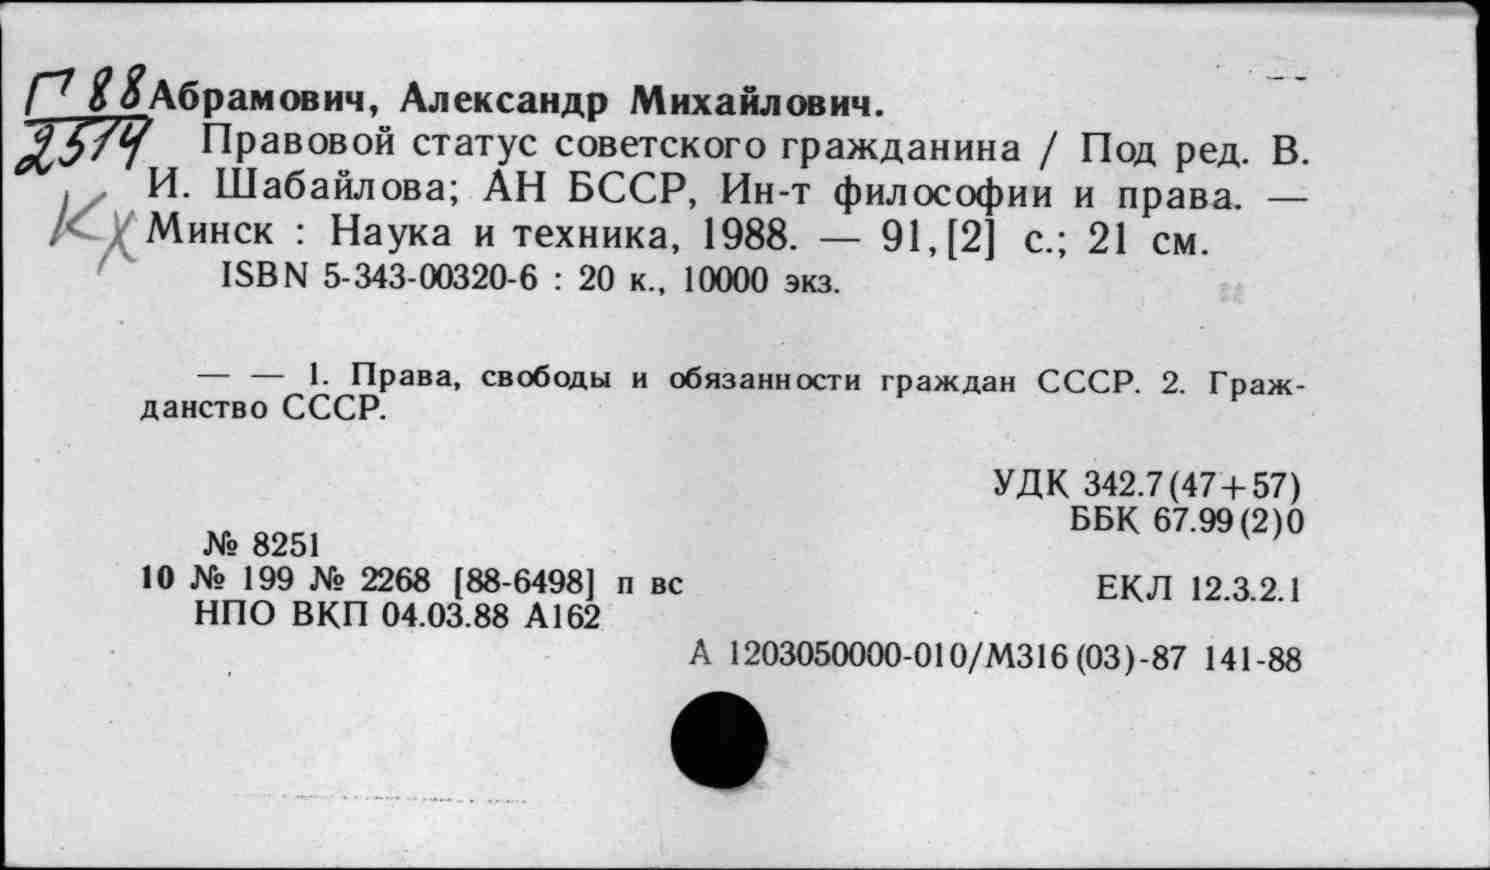 П 88 Абрамович, Александр Михайлович.
2574 Правовой статус советского гражданина / Под ред. В.
И. Шабайлова; АН БССР, Ин-т философии и права. —
Кх Минск : Наука и техника, 1988. — 91,[2] с.; 21 см.
ISBN 5-343-00320-6 : 20 к., 10000 экз.
— — 1. Права, свободы и обязанности граждан СССР. 2. Граж-
данство СССР.
УДК 342.7(47+57)
ББК 67.99(2)0
№ 8251
10 № 199 № 2268 [88-6498] п вс
ЕКЛ 12.3.2.1
НПО ВКП 04.03.88 А162
А 1203050000-010/М316(03)-87 141-88